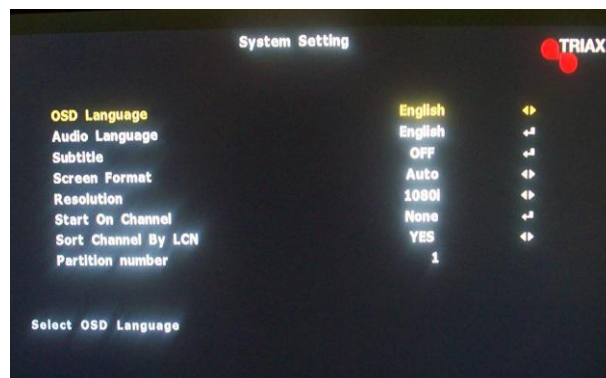 System Setting
TRIAX
OSD Language English
Audio Language English
Subtitle OFF
Screen Format Auto
Resolution 1080i
Start On Channel None
Sort Channel By LCN YES
Partition number 1
Select OSD Language